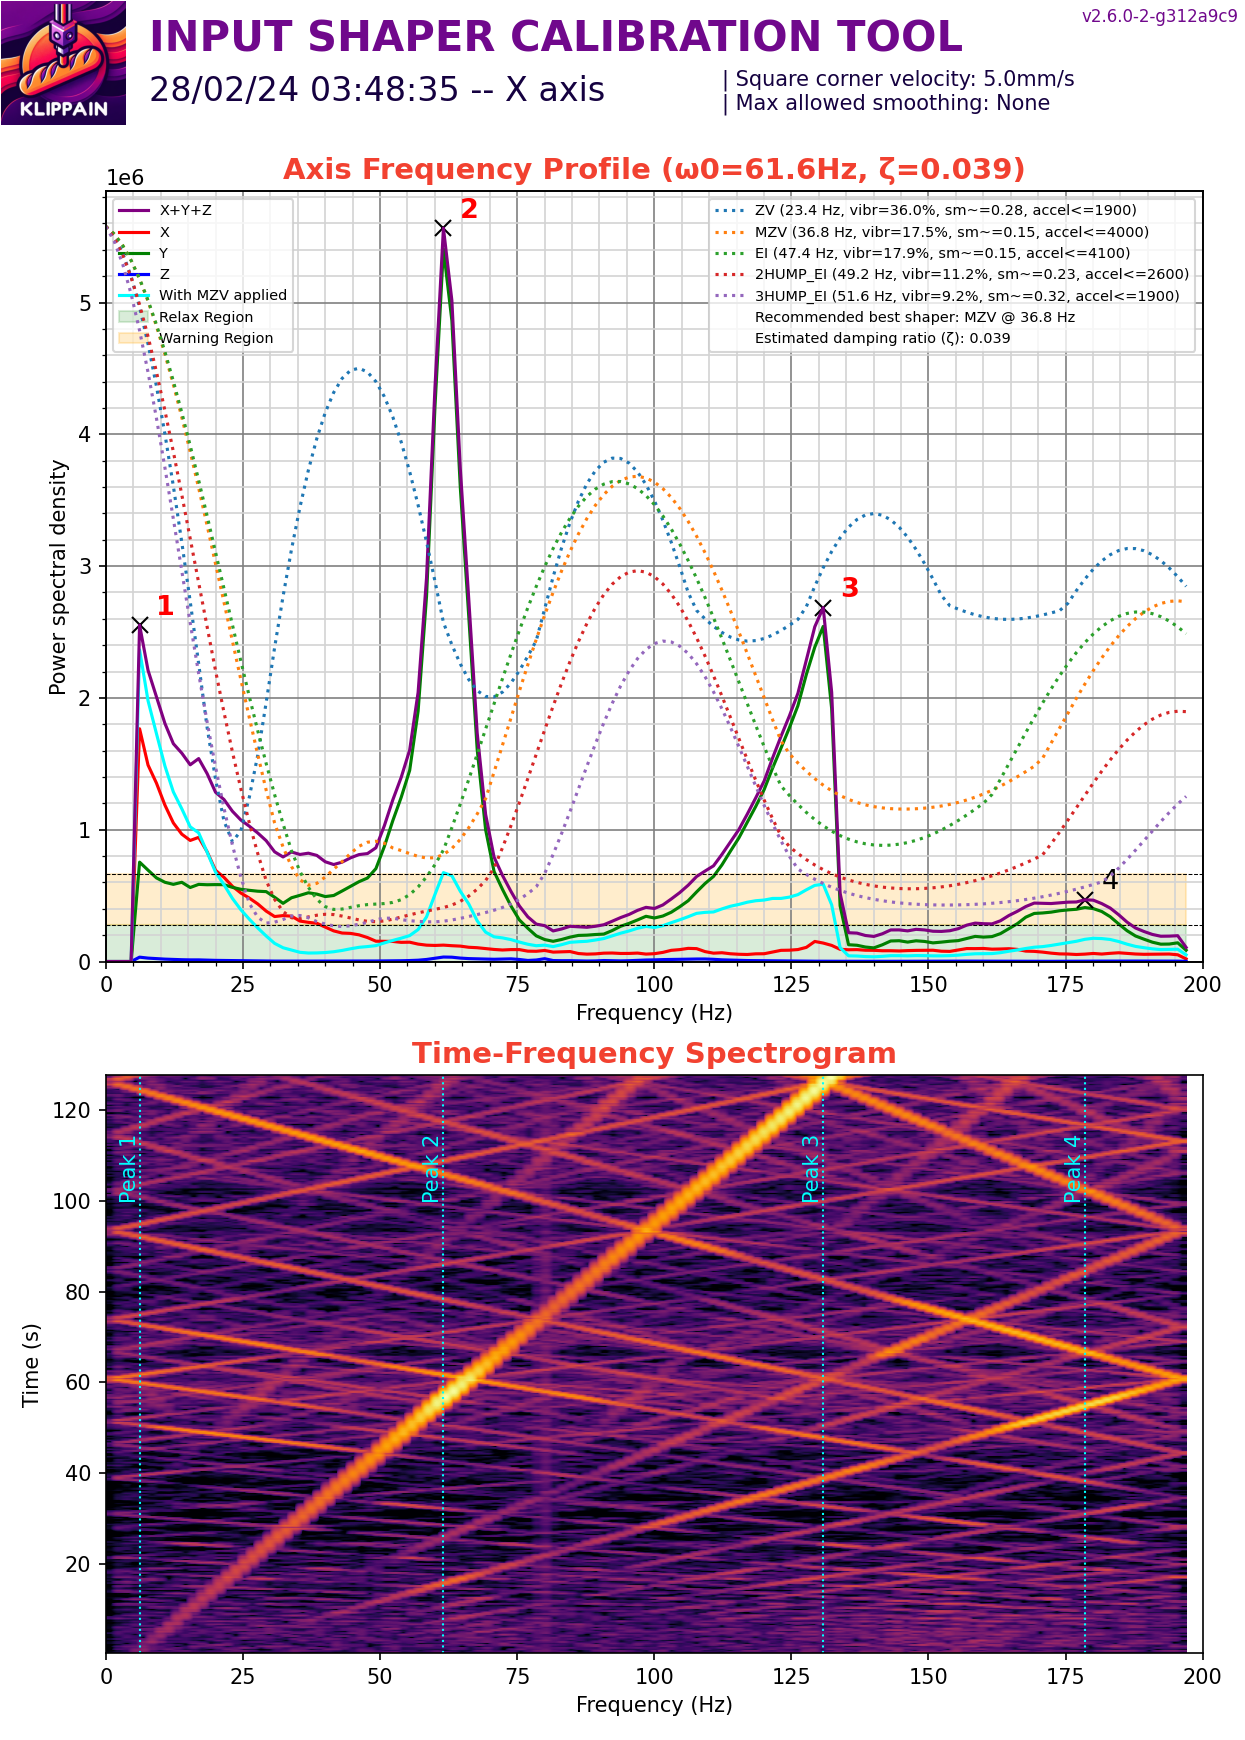 v2.6.0-2-g312a9c9
INPUT SHAPER CALIBRATION TOOL
28/02/24 03:48:35 -- X axis
| Square corner velocity: 5.0mm/s
| Max allowed smoothing: None
KLIPPAIN
Axis Frequency Profile (ω0=61.6Hz, ζ=0.039)
1e6
X+Y+Z
X
Y
Z
With MZV applied
Relax Region
Warning Region
ZV (23.4 Hz, vibr=36.0%, sm~=0.28, accel<=1900)
MZV (36.8 Hz, vibr=17.5%, sm~=0.15, accel<=4000)
EI (47.4 Hz, vibr=17.9%, sm~=0.15, accel<=4100)
2HUMP_EI (49.2 Hz, vibr=11.2%, sm~=0.23, accel<=2600)
3HUMP_EI (51.6 Hz, vibr=9.2%, sm~=0.32, accel<=1900)
Recommended best shaper: MZV @ 36.8 Hz
Estimated damping ratio (ζ): 0.039
1
2
3
4
5
4
3
2
1
0
Power spectral density
0 25 50 75 100 125 150 175 200
Frequency (Hz)
Time-Frequency Spectrogram
Peak 1
Peak 2
Peak 3
Peak 4
120
100
80
60
40
20
Time (s)
0 25 50 75 100 125 150 175 200
Frequency (Hz)